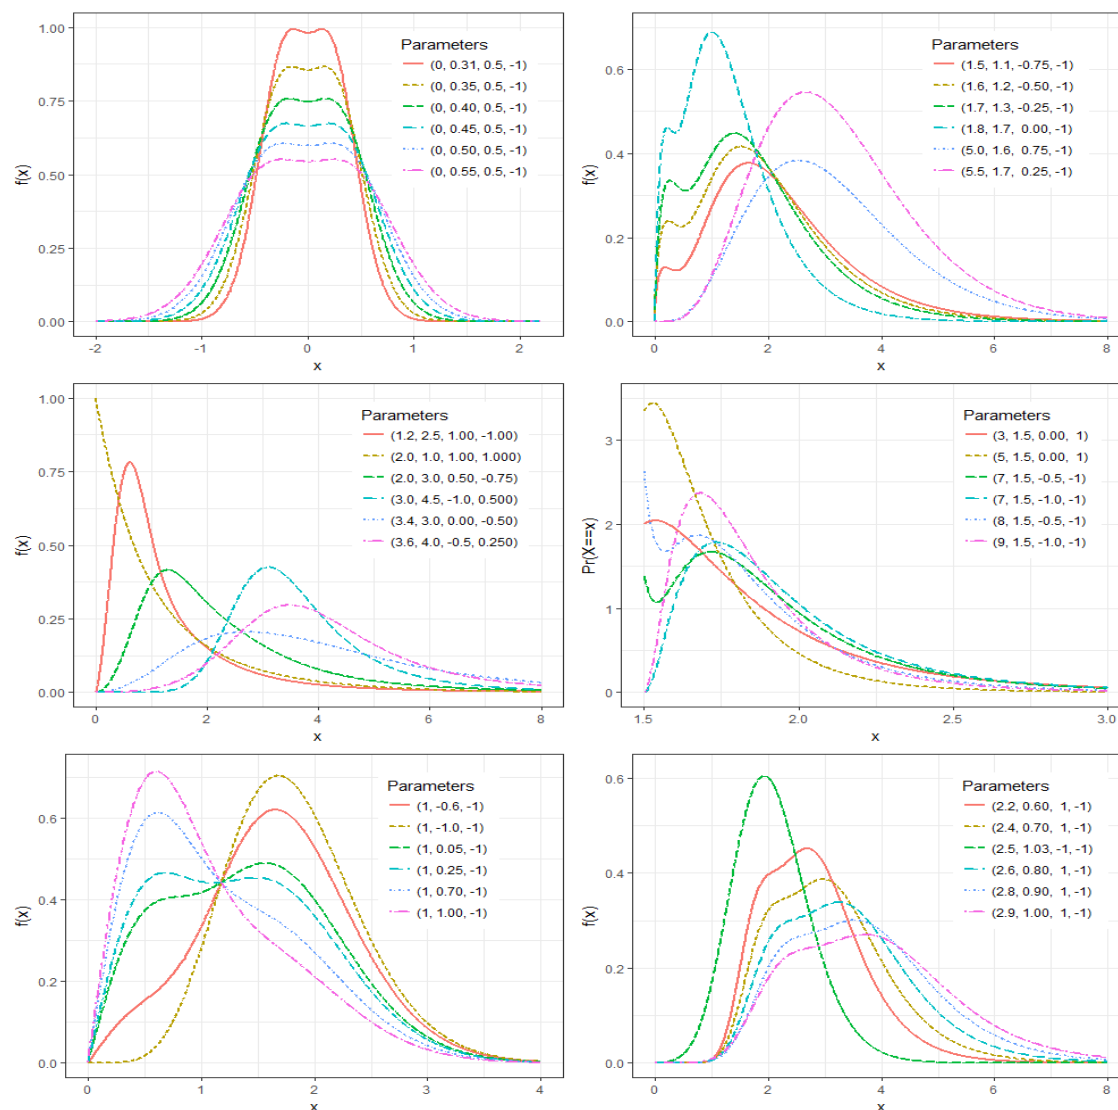 1.00
0.75
0.50
0.25
0.00
f(x)
-2
-1
0
1
2
x
Parameters
(0, 0.31, 0.5, -1)
(0, 0.35, 0.5, -1)
(0, 0.40, 0.5, -1)
(0, 0.45, 0.5, -1)
(0, 0.50, 0.5, -1)
(0, 0.55, 0.5, -1)
0.6
0.4
0.2
0.0
f(x)
0
2
4
6
8
x
Parameters
(1.5, 1.1, -0.75, -1)
(1.6, 1.2, -0.50, -1)
(1.7, 1.3, -0.25, -1)
(1.8, 1.7, 0.00, -1)
(5.0, 1.6, 0.75, -1)
(5.5, 1.7, 0.25, -1)
1.00
0.75
0.50
0.25
0.00
f(x)
0
2
4
6
8
x
Parameters
(1.2, 2.5, 1.00, -1.00)
(2.0, 1.0, 1.00, 1.000)
(2.0, 3.0, 0.50, -0.75)
(3.0, 4.5, -1.0, 0.500)
(3.4, 3.0, 0.00, -0.50)
(3.6, 4.0, -0.5, 0.250)
3
2
1
0
Pr(X==x)
1.5
2.0
2.5
3.0
x
Parameters
(3, 1.5, 0.00, 1)
(5, 1.5, 0.00, 1)
(7, 1.5, -0.5, -1)
(7, 1.5, -1.0, -1)
(8, 1.5, -0.5, -1)
(9, 1.5, -1.0, -1)
0.6
0.4
0.2
0.0
f(x)
0
1
2
3
4
x
Parameters
(1, -0.6, -1)
(1, -1.0, -1)
(1, 0.05, -1)
(1, 0.25, -1)
(1, 0.70, -1)
(1, 1.00, -1)
0.6
0.4
0.2
0.0
f(x)
0
2
4
6
8
x
Parameters
(2.2, 0.60, 1, -1)
(2.4, 0.70, 1, -1)
(2.5, 1.03, -1, -1)
(2.6, 0.80, 1, -1)
(2.8, 0.90, 1, -1)
(2.9, 1.00, 1, -1)